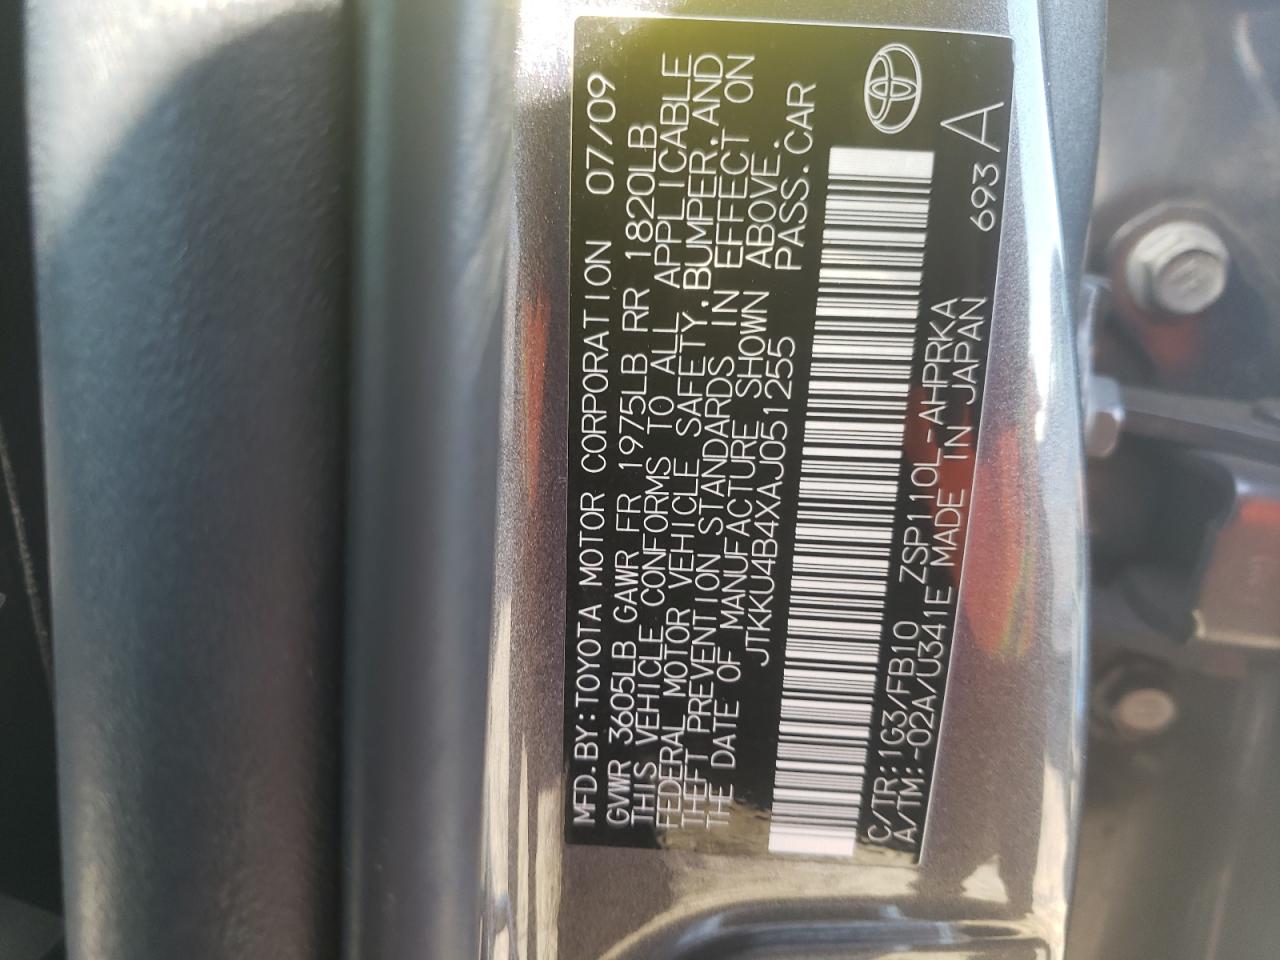 MFD.BY:TOYOTA MOTOR CORPORATION 07/09
GVWR 3605LB GAWR FR 1975LB RR 1820LB
THIS VEHICLE CONFORMS TO ALL APPLICABLE
FEDERAL MOTOR VEHICLE SAFETY,BUMPER,AND
THEFT PREVENTION STANDARDS IN EFFECT ON
THE DATE OF MANUFACTURE SHOWN ABOVE.
JTKKU4B4XAJ051255 PASS.CAR
C/TR:1G3/FB10 ZSP110L-AHPRKA 693 A
A/TM:-02A/U341E MADE IN JAPAN